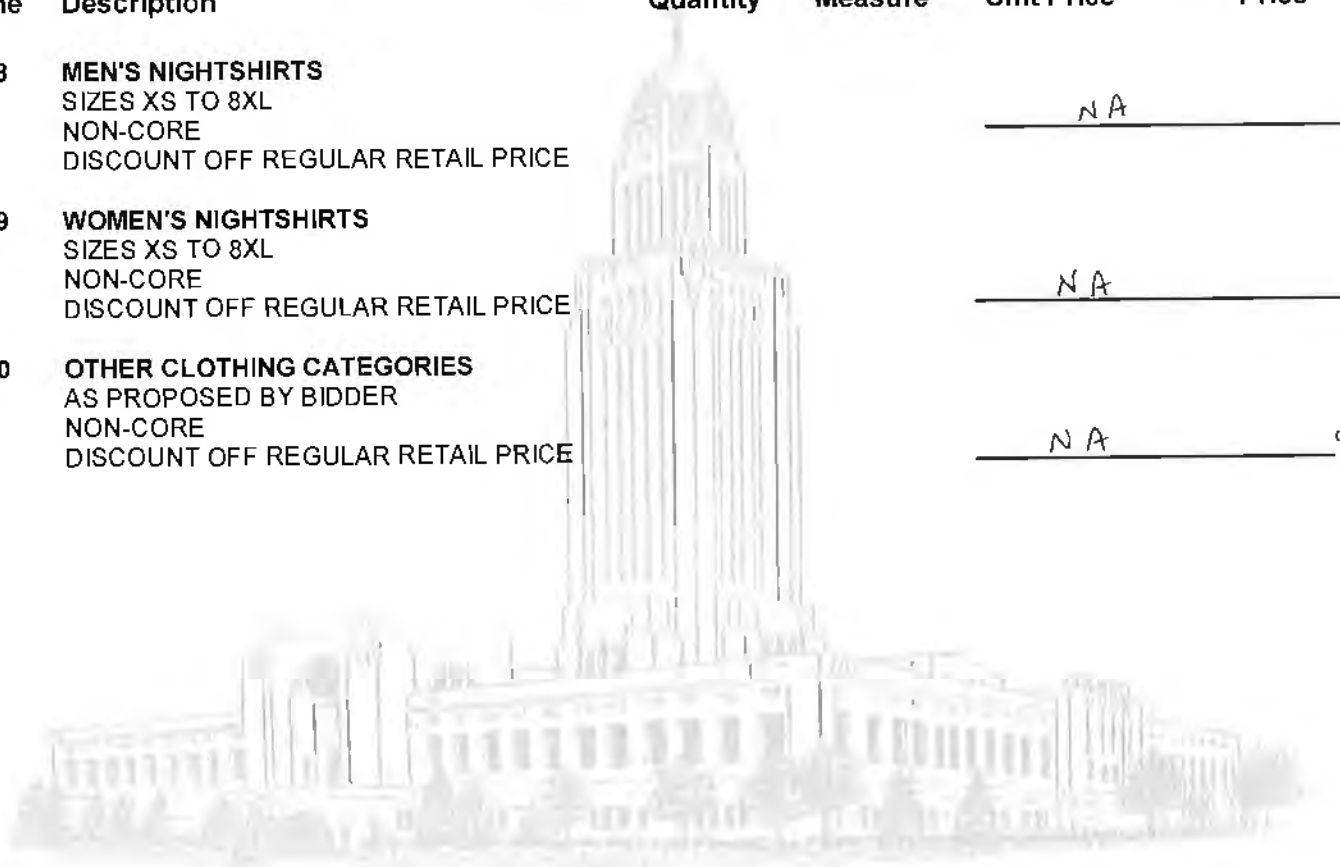 Description Quantity Measure Unit Price Price
MEN'S NIGHTSHIRTS
SIZES XS TO 8XL
NON-CORE
DISCOUNT OFF REGULAR RETAIL PRICE
NA
WOMEN'S NIGHTSHIRTS
SIZES XS TO 8XL
NON-CORE
DISCOUNT OFF REGULAR RETAIL PRICE
NA
OTHER CLOTHING CATEGORIES
AS PROPOSED BY BIDDER
NON-CORE
DISCOUNT OFF REGULAR RETAIL PRICE
NA